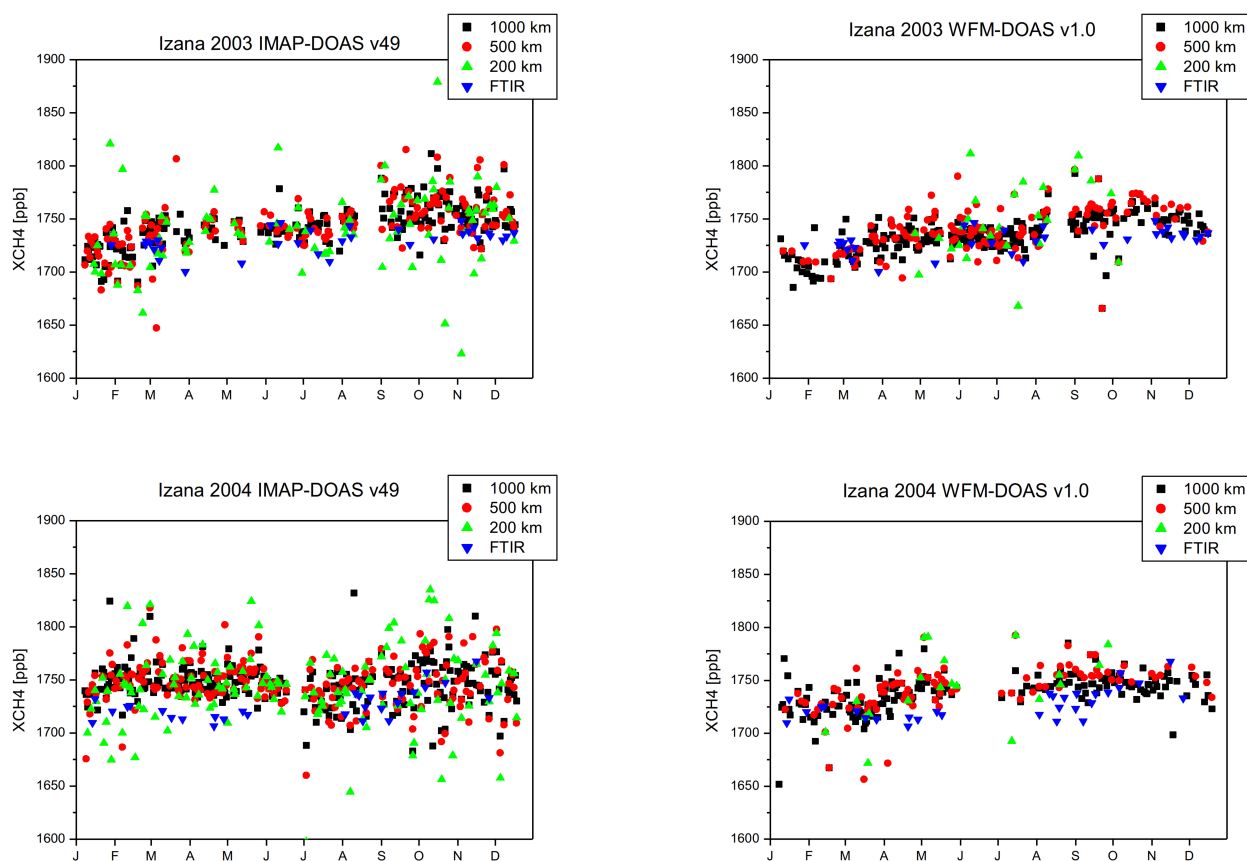 Izana 2003 IMAP-DOAS v49
1000 km
500 km
200 km
FTIR
XCH4 [ppb]
1900
1850
1800
1750
1700
1650
1600
J F M A M J J A S O N D
Izana 2003 WFM-DOAS v1.0
1000 km
500 km
200 km
FTIR
XCH4 [ppb]
1900
1850
1800
1750
1700
1650
1600
J F M A M J J A S O N D
Izana 2004 IMAP-DOAS v49
1000 km
500 km
200 km
FTIR
XCH4 [ppb]
1900
1850
1800
1750
1700
1650
1600
J F M A M J J A S O N D
Izana 2004 WFM-DOAS v1.0
1000 km
500 km
200 km
FTIR
XCH4 [ppb]
1900
1850
1800
1750
1700
1650
1600
J F M A M J J A S O N D